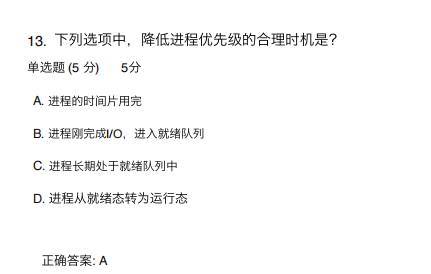 13. 下列选项中，降低进程优先级的合理时机是?
单选题 (5 分) 5分
A. 进程的时间片用完
B. 进程刚完成I/O，进入就绪队列
C. 进程长期处于就绪队列中
D. 进程从就绪态转为运行态
正确答案: A